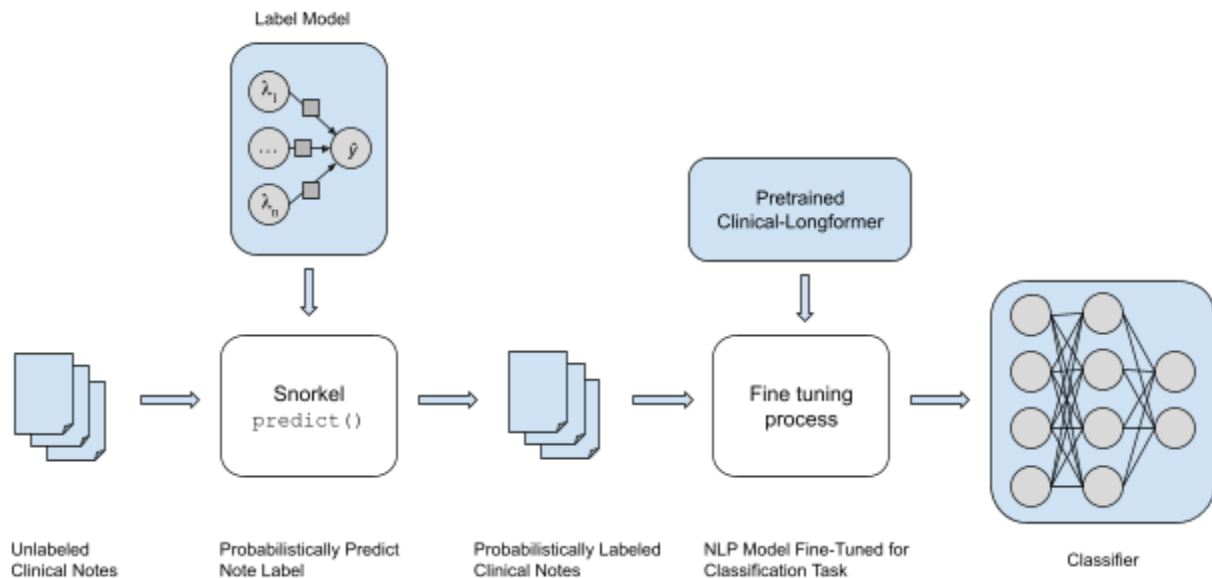 Label Model
λ1
...
ŷ
λn
Pretrained
Clinical-Longformer
Snorkel
predict()
Fine tuning
process
Unlabeled
Clinical Notes
Probabilistically Predict
Note Label
Probabilistically Labeled
Clinical Notes
NLP Model Fine-Tuned for
Classification Task
Classifier